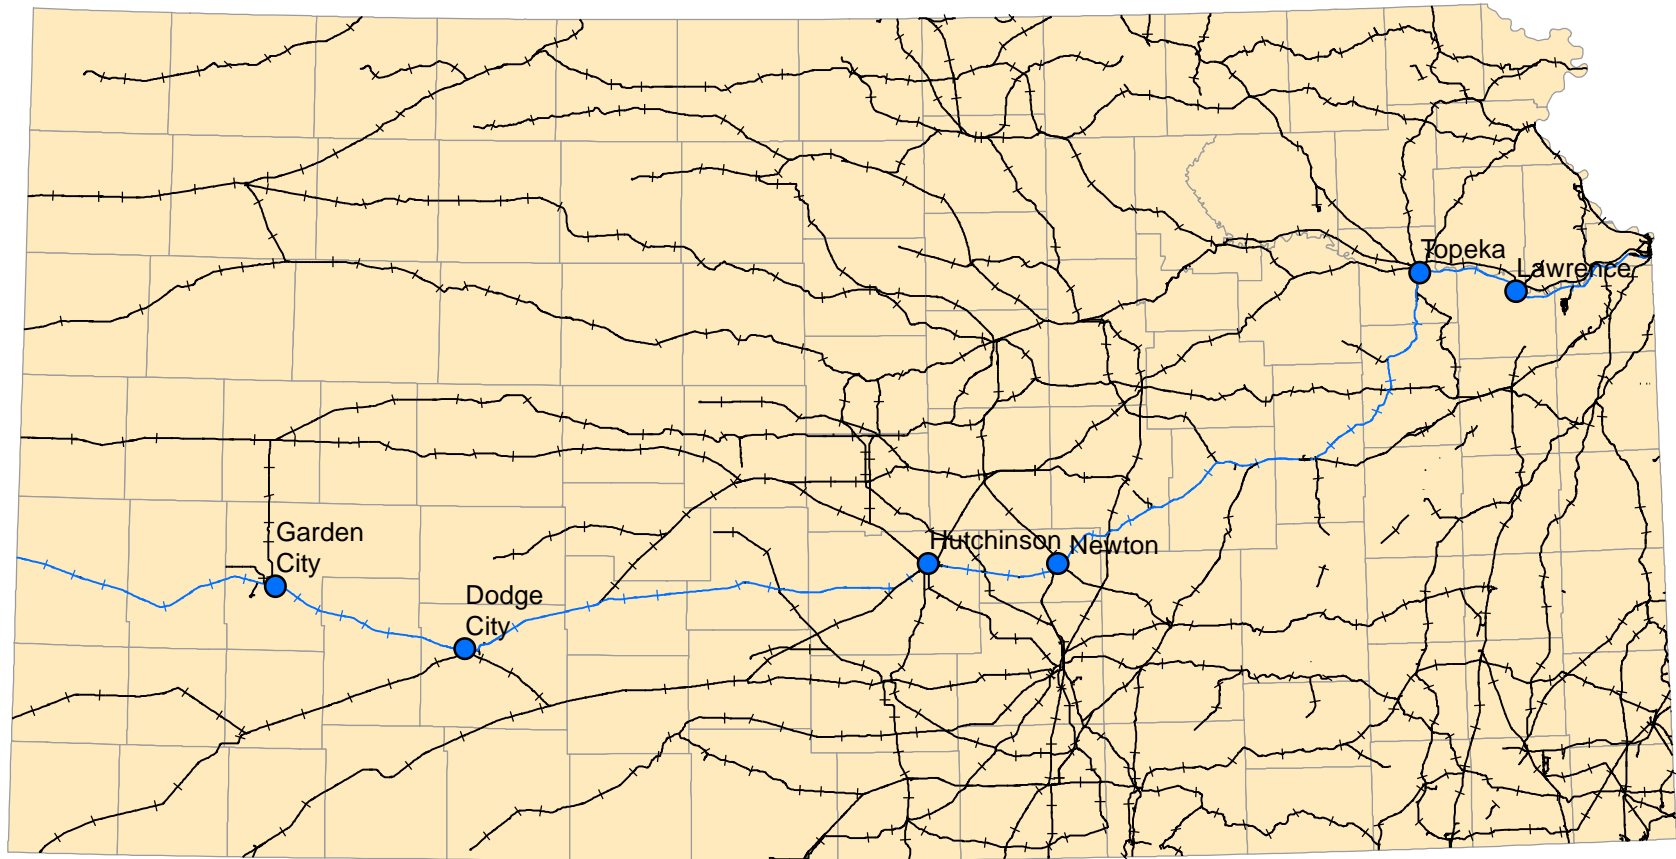 Topeka
Lawrence
Garden
City
Hutchinson
Newton
Dodge
City